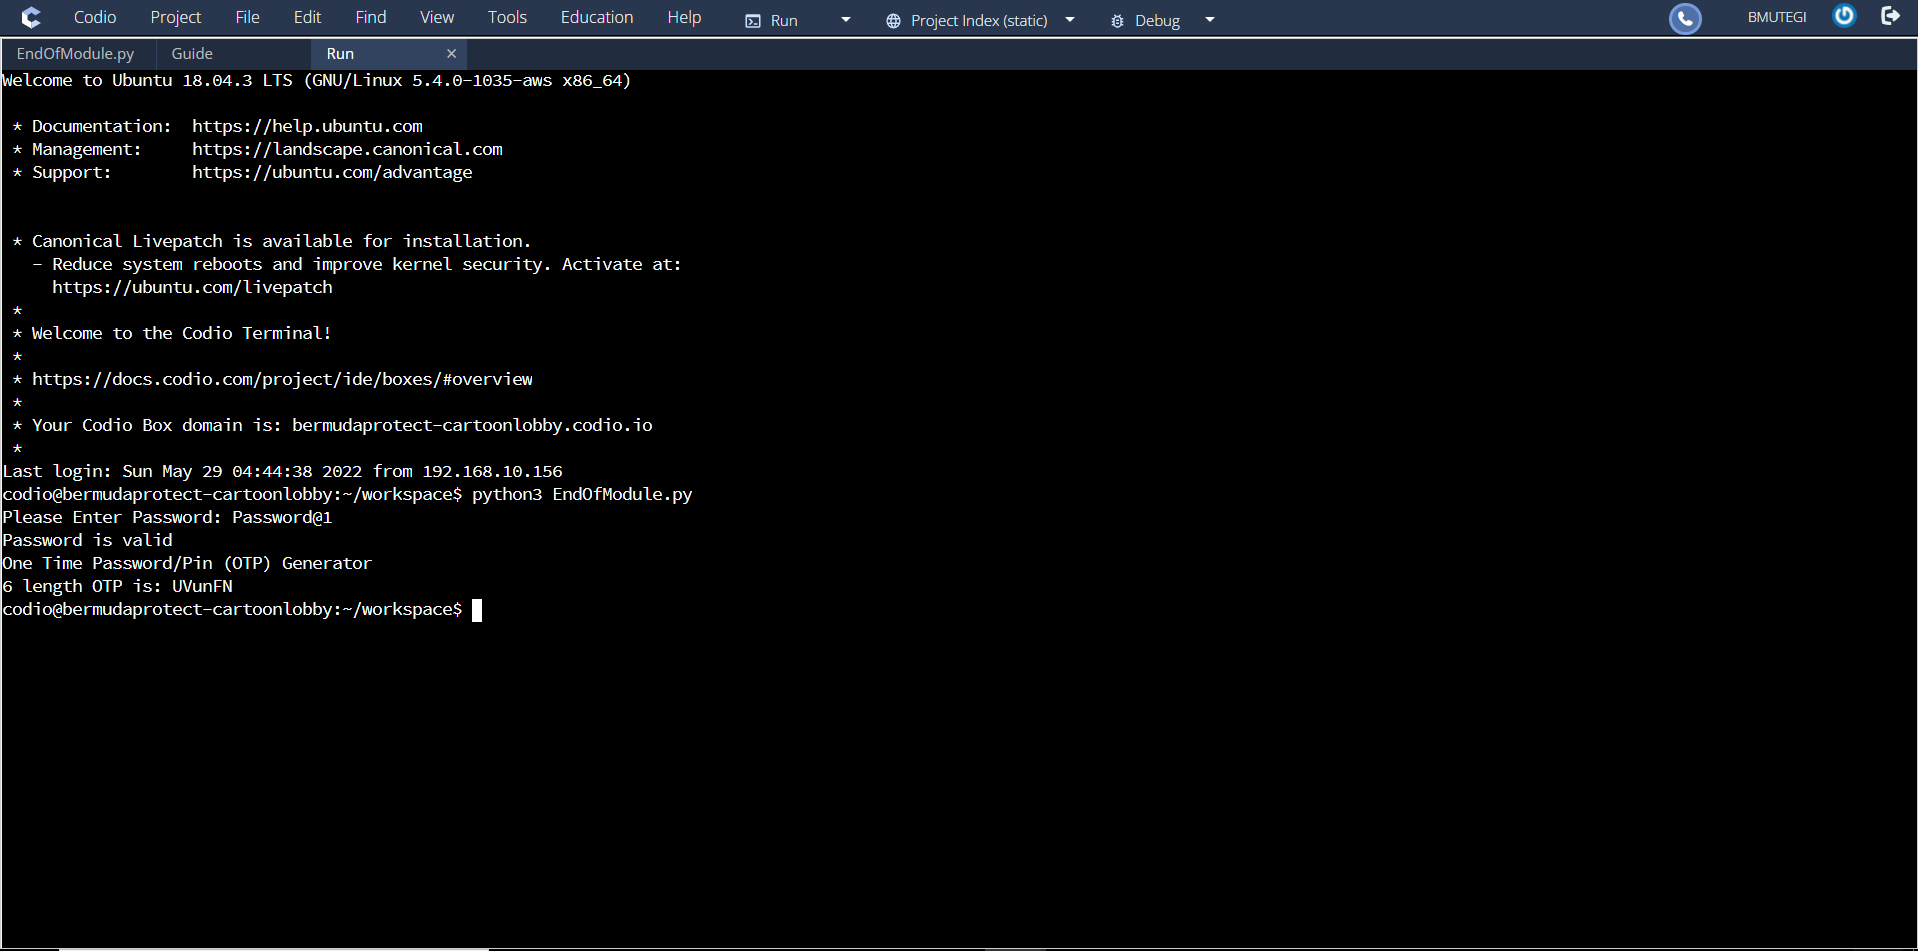 Codio Project File Edit Find View Tools Education Help Run Project Index (static) Debug BMUTEGI
EndOfModule.py Guide Run ×
Welcome to Ubuntu 18.04.3 LTS (GNU/Linux 5.4.0-1035-aws x86_64)
* Documentation: https://help.ubuntu.com
* Management: https://landscape.canonical.com
* Support: https://ubuntu.com/advantage
* Canonical Livepatch is available for installation.
- Reduce system reboots and improve kernel security. Activate at:
https://ubuntu.com/livepatch
*
* Welcome to the Codio Terminal!
*
* https://docs.codio.com/project/ide/boxes/#overview
*
* Your Codio Box domain is: bermudaprotect-cartoonlobby.codio.io
*
Last login: Sun May 29 04:44:38 2022 from 192.168.10.156
codio@bermudaprotect-cartoonlobby:~/workspace$ python3 EndOfModule.py
Please Enter Password: Password@1
Password is valid
One Time Password/Pin (OTP) Generator
6 length OTP is: UVunFN
codio@bermudaprotect-cartoonlobby:~/workspace$